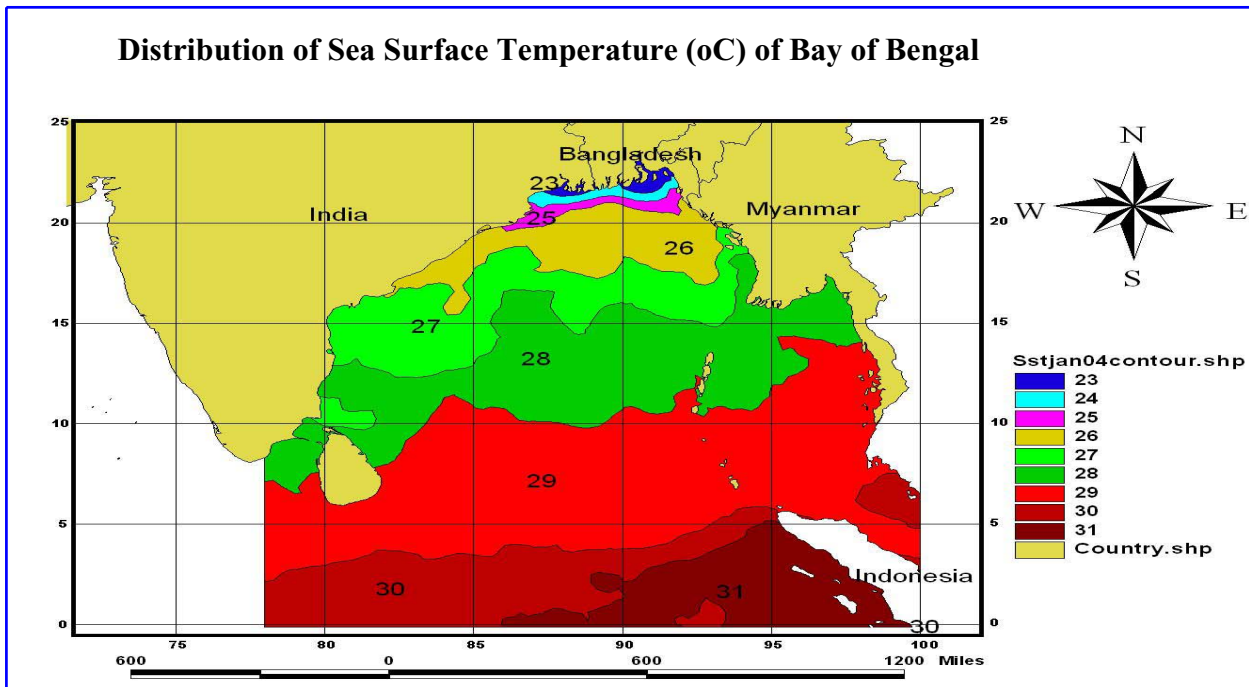 Distribution of Sea Surface Temperature (oC) of Bay of Bengal
25 25
Bangladesh
23
India
25
Myanmar
20 20
26
N
W E
S
27
15 15
28
10 10
29
5 5
30
31
Indonesia
0 0
30
75 80 85 90 95 100
600 0 600 1200 Miles
Sstjan04contour.shp
23
24
25
26
27
28
29
30
31
Country.shp